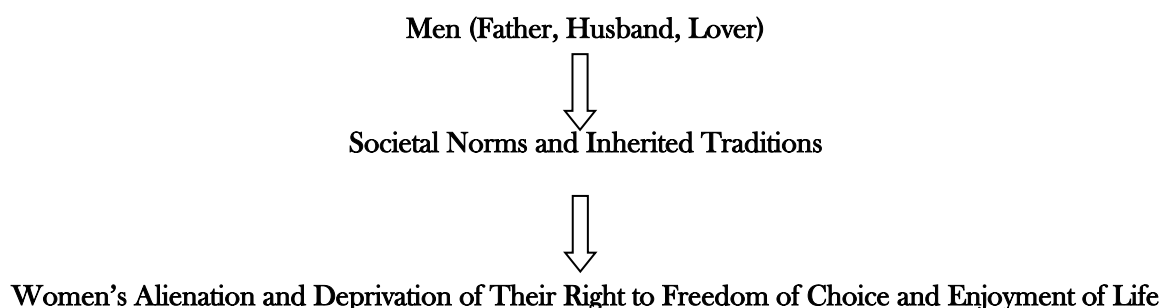 Men (Father, Husband, Lover)
Societal Norms and Inherited Traditions
Women’s Alienation and Deprivation of Their Right to Freedom of Choice and Enjoyment of Life